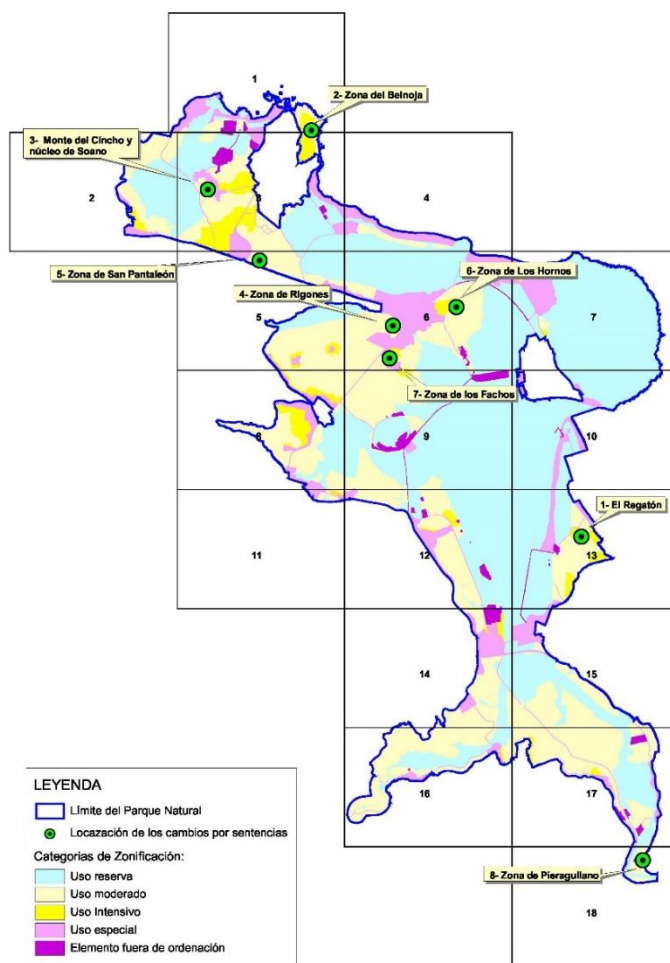 1
2- Zona del Belnoja
3- Monte del Cincho y
núcleo de Soano
2
3
4
5- Zona de San Pantaleón
6- Zona de Los Hornos
4- Zona de Rigones
5
6
7
7- Zona de los Fachos
8
9
10
1- El Regatón
11
12
13
14
15
16
17
8- Zona de Pieragullano
18
LEYENDA
Límite del Parque Natural
Locazación de los cambios por sentencias
Categorias de Zonificación:
Uso reserva
Uso moderado
Uso Intensivo
Uso especial
Elemento fuera de ordenación